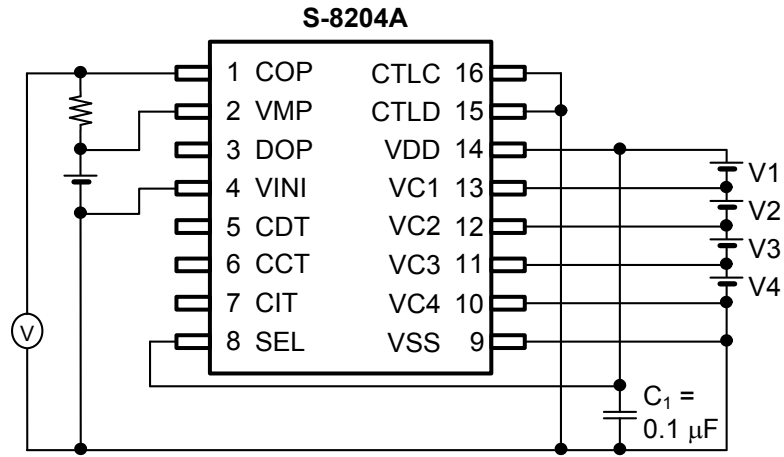 S-8204A
1 COP CTLC 16
2 VMP CTLD 15
3 DOP VDD 14
4 VINI VC1 13
5 CDT VC2 12
6 CCT VC3 11
7 CIT VC4 10
8 SEL VSS 9
V1
V2
V3
V4
V
C₁ =
0.1 μF